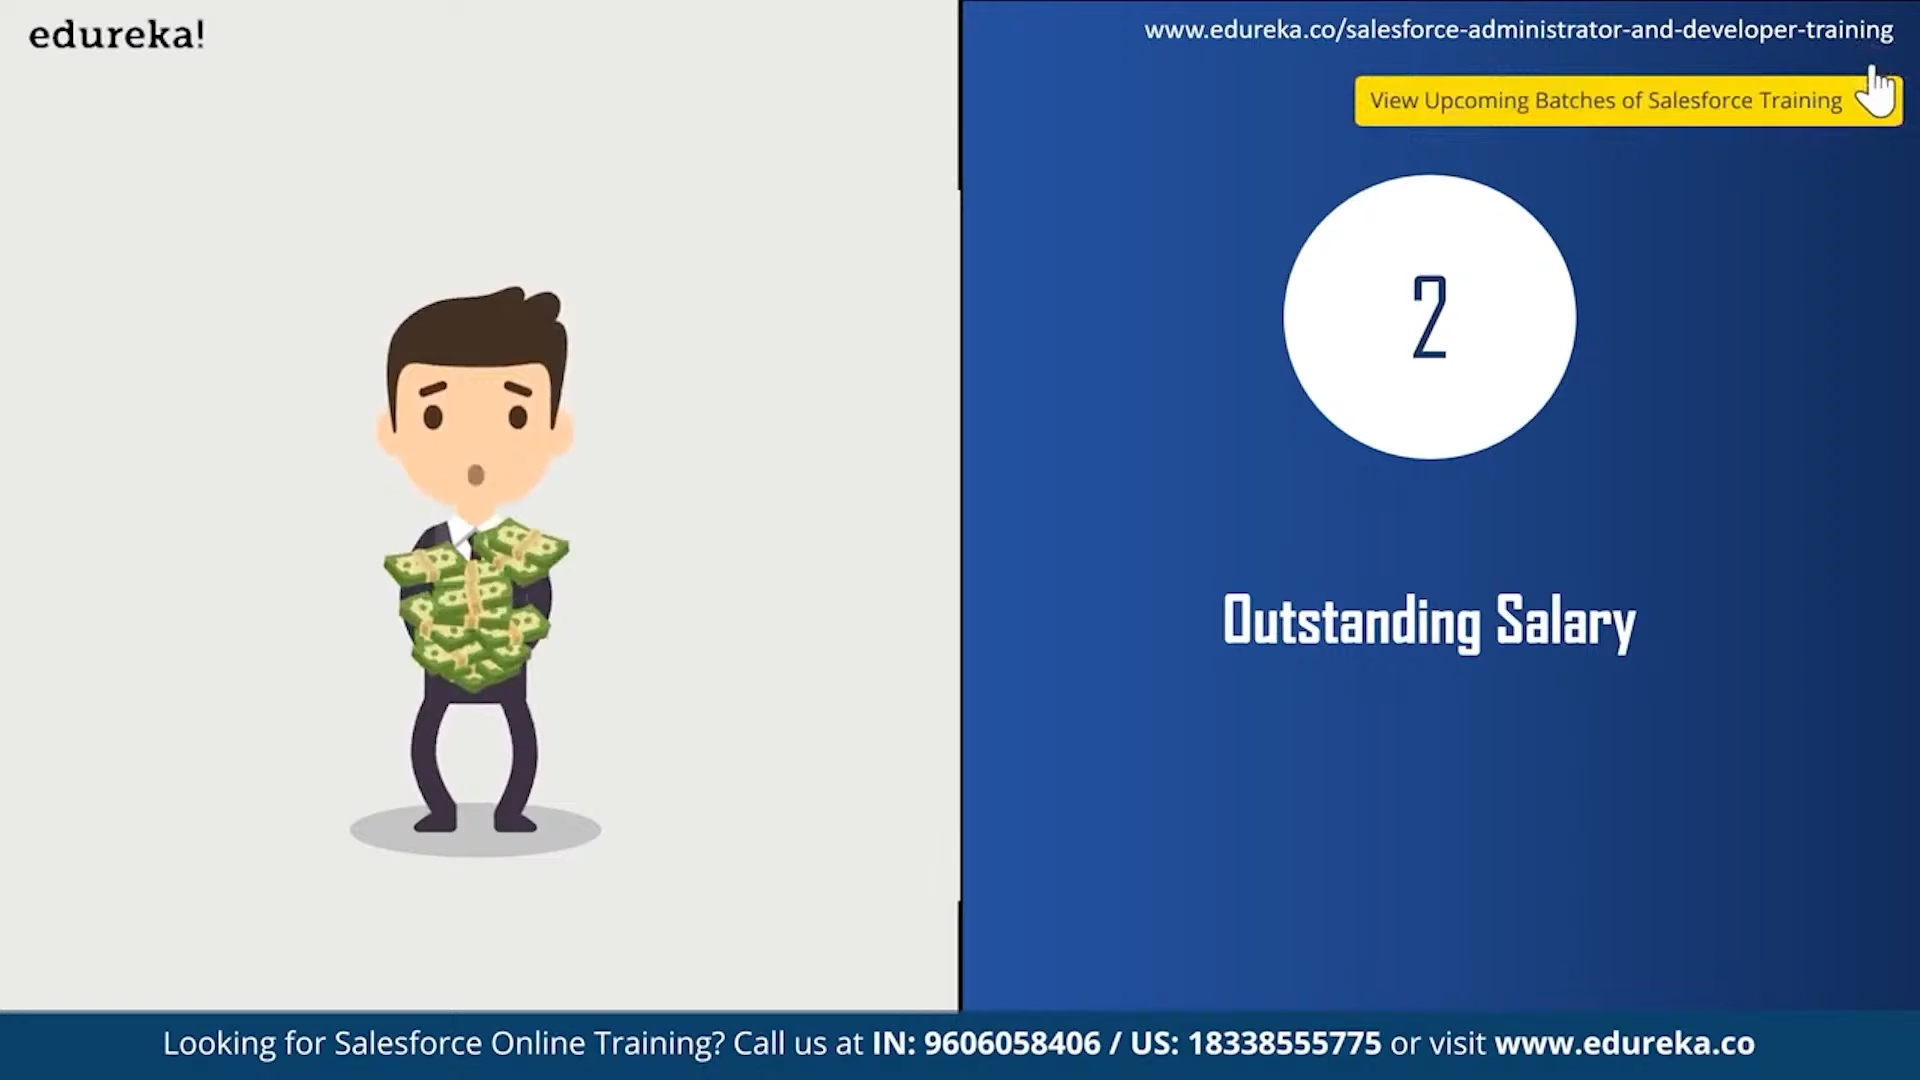 edureka!
www.edureka.co/salesforce-administrator-and-developer-training
View Upcoming Batches of Salesforce Training
2
Outstanding Salary
Looking for Salesforce Online Training? Call us at IN: 9606058406 / US: 18338555775 or visit www.edureka.co